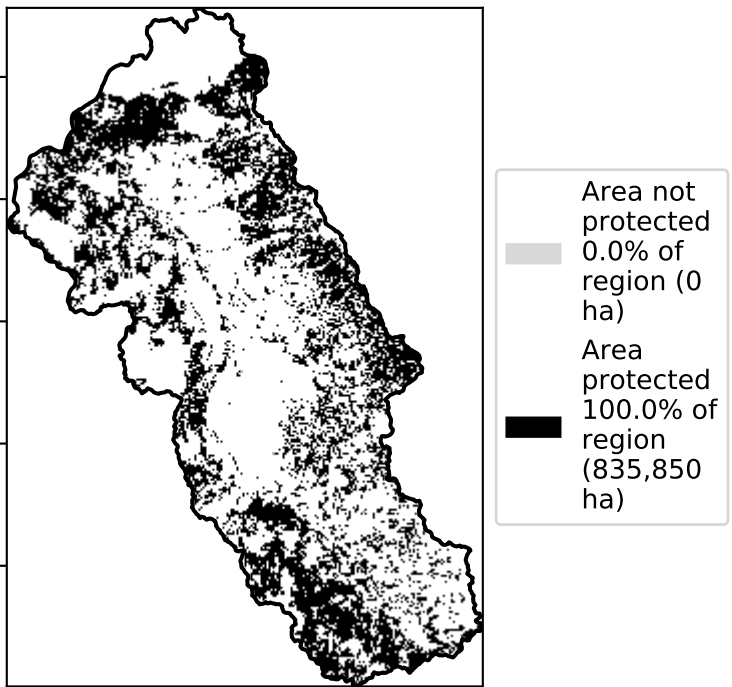 Area not
protected
0.0% of
region (0
ha)
Area
protected
100.0% of
region
(835,850
ha)